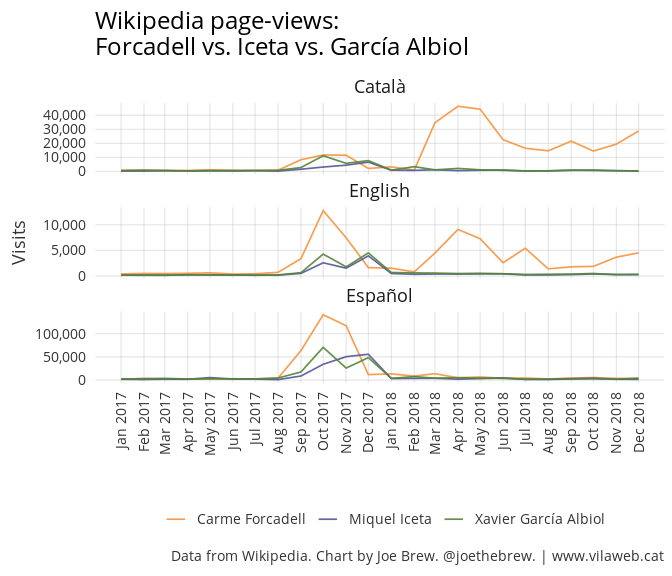 Wikipedia page-views:
Forcadell vs. Iceta vs. García Albiol
Català
40,000
30,000
20,000
10,000
0
English
10,000
5,000
0
Español
100,000
50,000
0
Visits
Jan 2017
Feb 2017
Mar 2017
Apr 2017
May 2017
Jun 2017
Jul 2017
Aug 2017
Sep 2017
Oct 2017
Nov 2017
Dec 2017
Jan 2018
Feb 2018
Mar 2018
Apr 2018
May 2018
Jun 2018
Jul 2018
Aug 2018
Sep 2018
Oct 2018
Nov 2018
Dec 2018
Carme Forcadell Miquel Iceta Xavier García Albiol
Data from Wikipedia. Chart by Joe Brew. @joethebrew. | www.vilaweb.cat